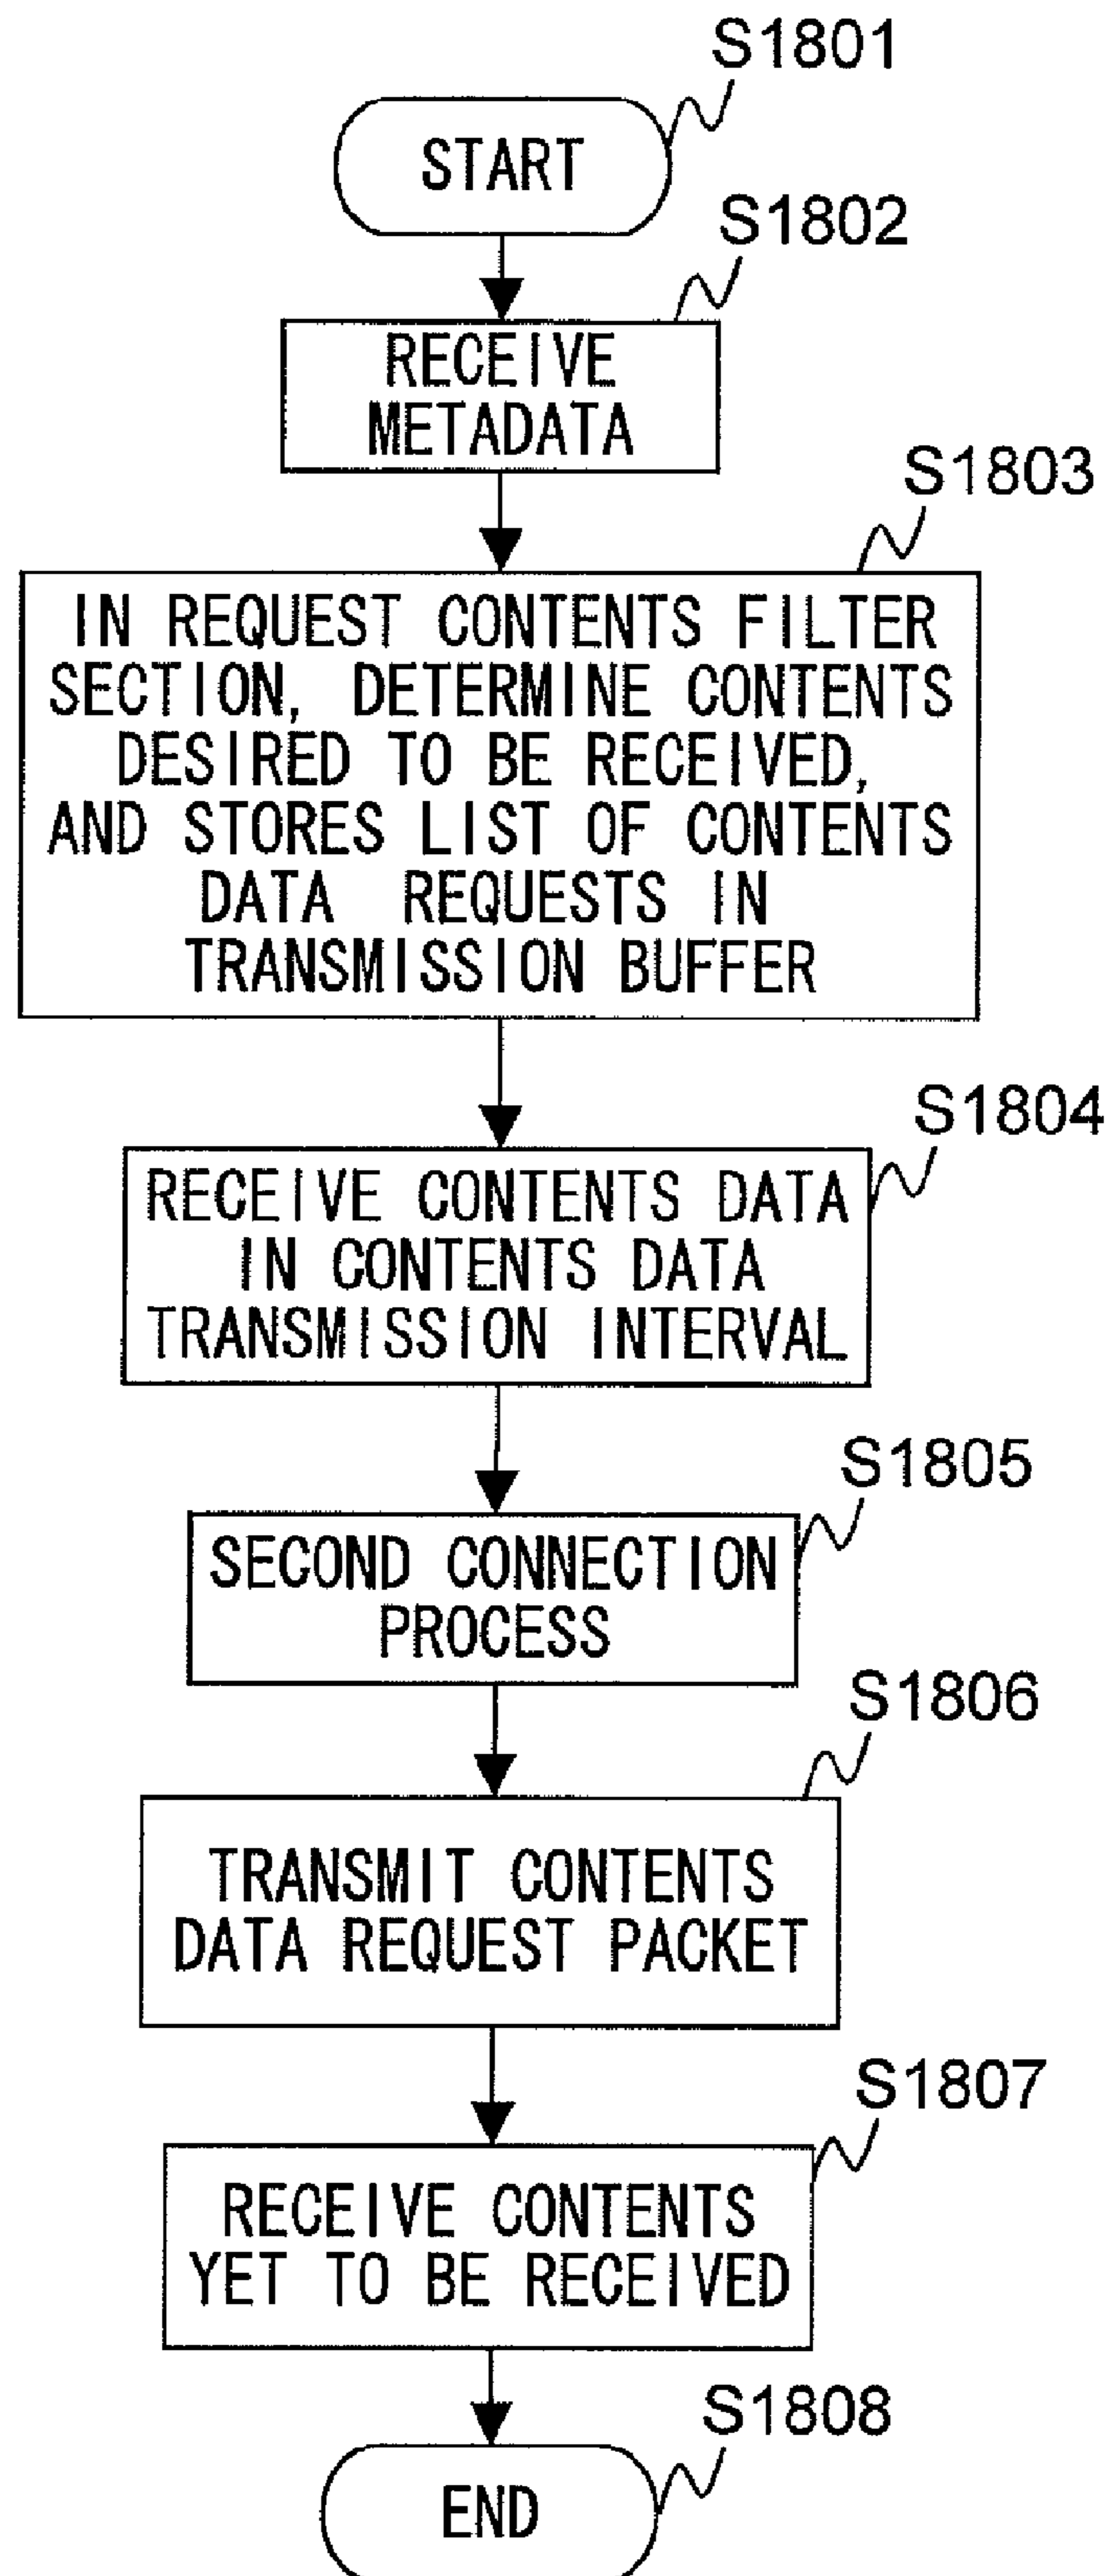 S1801
START
S1802
RECEIVE
METADATA
S1803
IN REQUEST CONTENTS FILTER
SECTION, DETERMINE CONTENTS
DESIRED TO BE RECEIVED,
AND STORES LIST OF CONTENTS
DATA REQUESTS IN
TRANSMISSION BUFFER
S1804
RECEIVE CONTENTS DATA
IN CONTENTS DATA
TRANSMISSION INTERVAL
S1805
SECOND CONNECTION
PROCESS
S1806
TRANSMIT CONTENTS
DATA REQUEST PACKET
S1807
RECEIVE CONTENTS
YET TO BE RECEIVED
S1808
END